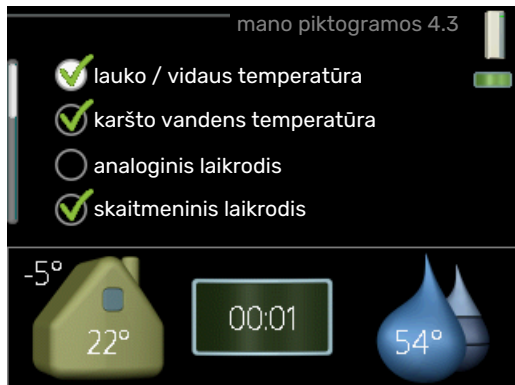 mano piktogramos 4.3
lauko / vidaus temperatūra
karšto vandens temperatūra
analoginis laikrodis
skaitmeninis laikrodis
-5°
22°
00:01
54°